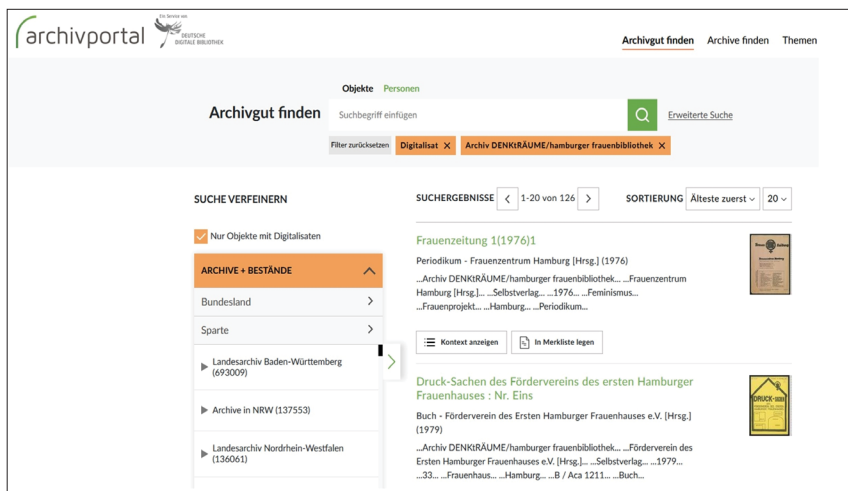 archivportal
Ein Service von
DEUTSCHE
DIGITALE BIBLIOTHEK
Archivgut finden Archive finden Themen
Objekte Personen
Archivgut finden
Suchbegriff einfügen
Erweiterte Suche
Filter zurücksetzen Digitalisat X Archiv DENKtRÄUME/hamburger frauenbibliothek X
SUCHE VERFEINERN
Nur Objekte mit Digitalisaten
ARCHIVE + BESTÄNDE
Bundesland
Sparte
Landesarchiv Baden-Württemberg
(693009)
Archive in NRW (137553)
Landesarchiv Nordrhein-Westfalen
(136061)
SUCHERGEBNISSE < 1-20 von 126 > SORTIERUNG Älteste zuerst 20
Frauenzeitung 1(1976)1
Periodikum - Frauenzentrum Hamburg [Hrsg.] (1976)
...Archiv DENKtRÄUME/hamburger frauenbibliothek... ...Frauenzentrum
Hamburg [Hrsg.]... ...Selbstverlag... ...1976... ...Feminismus...
...Frauenprojekt... ...Hamburg... ...Periodikum...
Kontext anzeigen In Merkliste legen
Druck-Sachen des Fördervereins des ersten Hamburger
Frauenhauses : Nr. Eins
Buch - Förderverein des Ersten Hamburger Frauenhauses e.V. [Hrsg.]
(1979)
...Archiv DENKtRÄUME/hamburger frauenbibliothek... ...Förderverein des
Ersten Hamburger Frauenhauses e.V. [Hrsg.]... ...Selbstverlag... ...1979...
...33... ...Frauenhaus... ...Hamburg... ...B / Aca 1211... ...Buch...